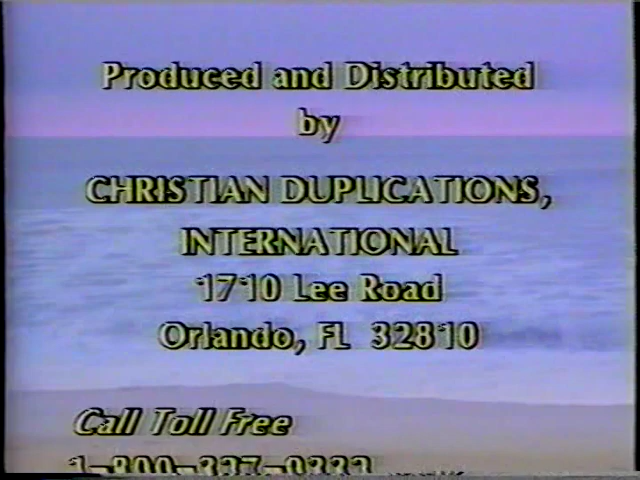 Produced and Distributed
by
CHRISTIAN DUPLICATIONS,
INTERNATIONAL
1710 Lee Road
Orlando, FL 32810
Call Toll Free